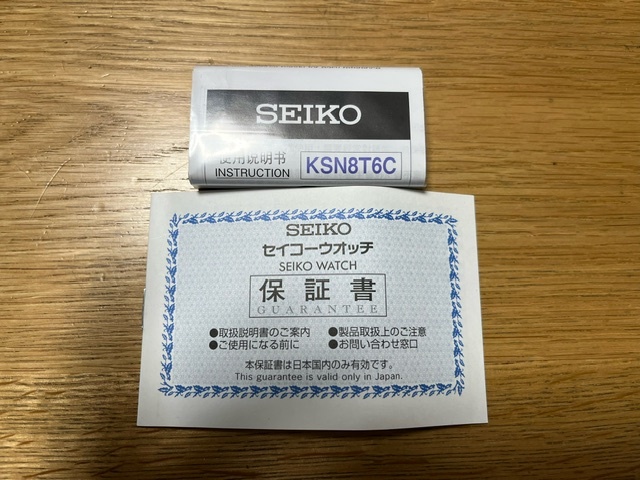 SEIKO
使用说明书
INSTRUCTION
KSN8T6C
SEIKO
セイコーウオッチ
SEIKO WATCH
保証書
GUARANTEE
●取扱説明書のご案内 ●製品取扱上のご注意
●ご使用になる前に ●お問い合わせ窓口
本保証書は日本国内のみ有効です。
This guarantee is valid only in Japan.